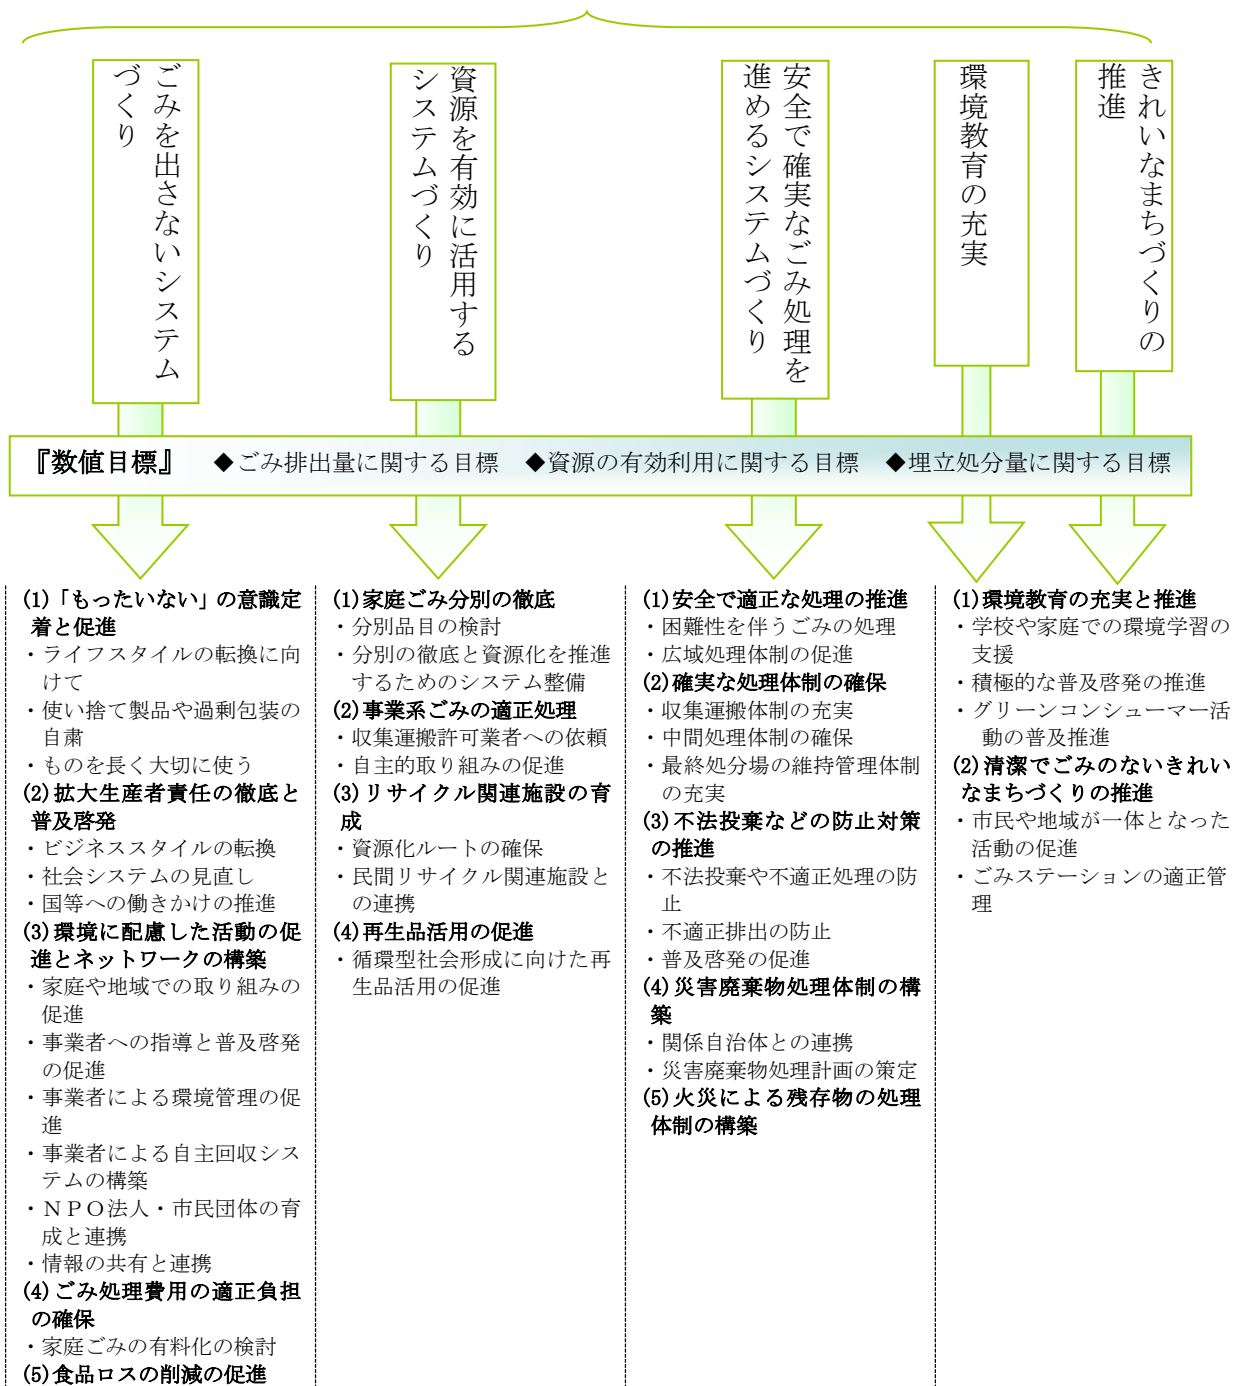 ごみを出さないシステム
づくり
資源を有効に活用する
システムづくり
安全で確実なごみ処理を
進めるシステムづくり
環境教育の充実
きれいなまちづくりの
推進
『数値目標』 ◆ごみ排出量に関する目標 ◆資源の有効利用に関する目標 ◆埋立処分量に関する目標
(1)「もったいない」の意識定
着と促進
・ライフスタイルの転換に向
けて
・使い捨て製品や過剰包装の
自粛
・ものを長く大切に使う
(2)拡大生産者責任の徹底と
普及啓発
・ビジネススタイルの転換
・社会システムの見直し
・国等への働きかけの推進
(3)環境に配慮した活動の促
進とネットワークの構築
・家庭や地域での取り組みの
促進
・事業者への指導と普及啓発
の促進
・事業者による環境管理の促
進
・事業者による自主回収シス
テムの構築
・ＮＰＯ法人・市民団体の育
成と連携
・情報の共有と連携
(4)ごみ処理費用の適正負担
の確保
・家庭ごみの有料化の検討
(5)食品ロスの削減の促進
(1)家庭ごみ分別の徹底
・分別品目の検討
・分別の徹底と資源化を推進
するためのシステム整備
(2)事業系ごみの適正処理
・収集運搬許可業者への依頼
・自主的取り組みの促進
(3)リサイクル関連施設の育
成
・資源化ルートの確保
・民間リサイクル関連施設と
の連携
(4)再生品活用の促進
・循環型社会形成に向けた再
生品活用の促進
(1)安全で適正な処理の推進
・困難性を伴うごみの処理
・広域処理体制の促進
(2)確実な処理体制の確保
・収集運搬体制の充実
・中間処理体制の確保
・最終処分場の維持管理体制
の充実
(3)不法投棄などの防止対策
の推進
・不法投棄や不適正処理の防
止
・不適正排出の防止
・普及啓発の促進
(4)災害廃棄物処理体制の構
築
・関係自治体との連携
・災害廃棄物処理計画の策定
(5)火災による残存物の処理
体制の構築
(1)環境教育の充実と推進
・学校や家庭での環境学習の
支援
・積極的な普及啓発の推進
・グリーンコンシューマー活
動の普及推進
(2)清潔でごみのないきれい
なまちづくりの推進
・市民や地域が一体となった
活動の促進
・ごみステーションの適正管
理